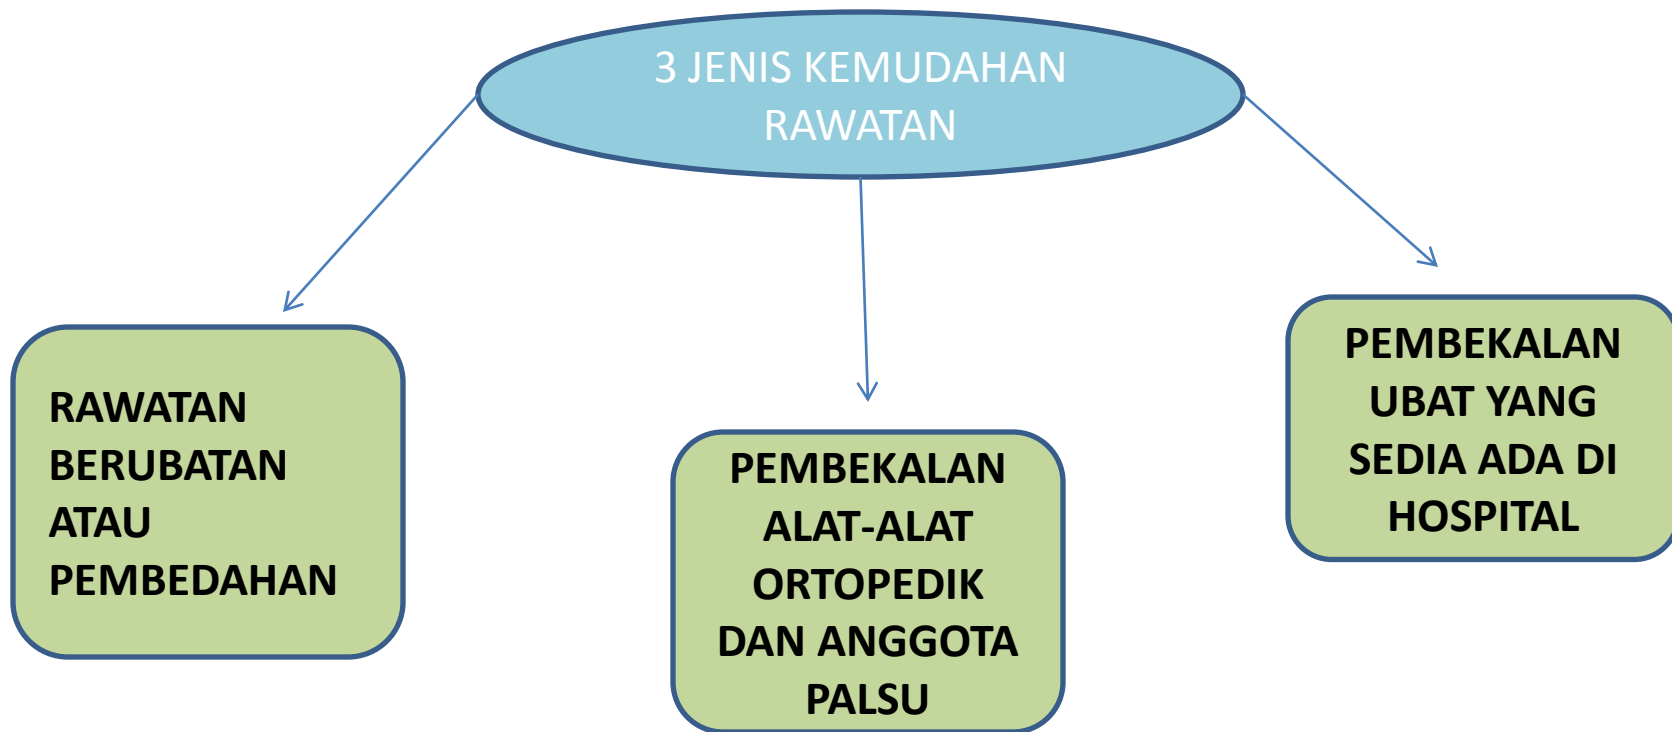 3 JENIS KEMUDAHAN
RAWATAN
RAWATAN
BERUBATAN
ATAU
PEMBEDAHAN
PEMBEKALAN
ALAT-ALAT
ORTOPEDIK
DAN ANGGOTA
PALSU
PEMBEKALAN
UBAT YANG
SEDIA ADA DI
HOSPITAL